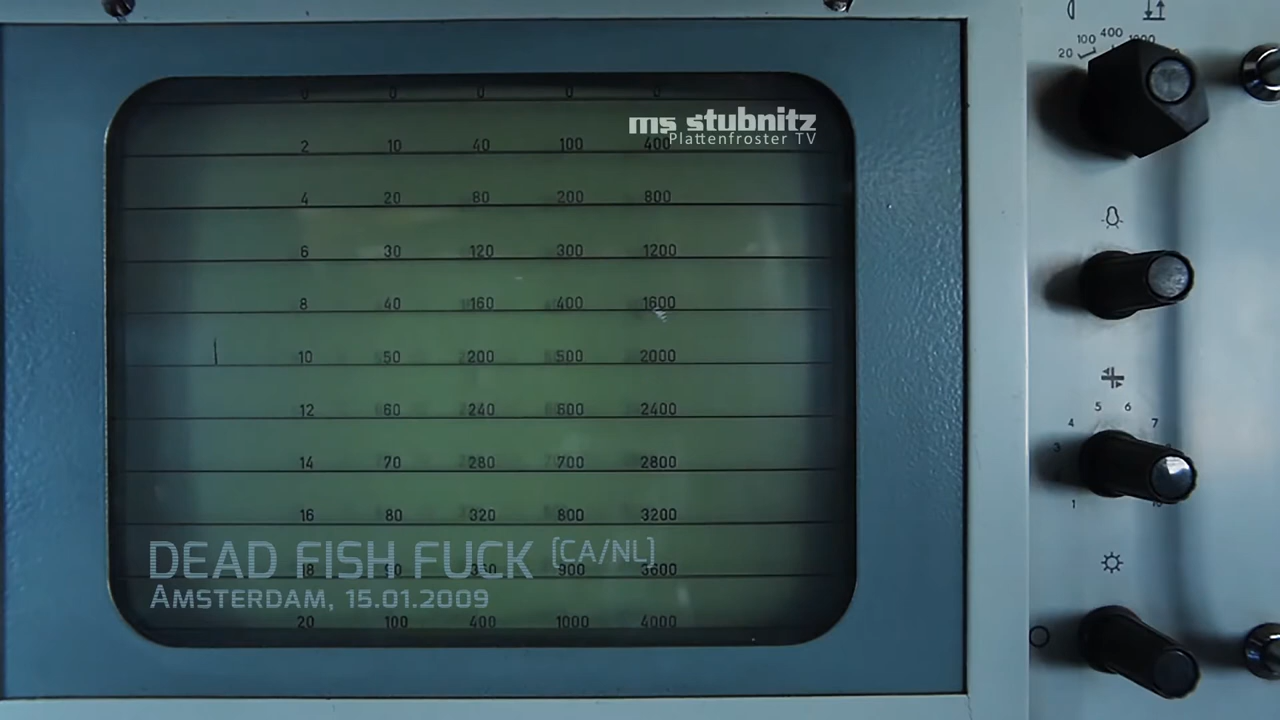 20 100 400 1000
0 0 0 0 0
ms stubnitz
Plattenfroster TV
2 10 40 100 400
4 20 80 200 800
6 30 120 300 1200
8 40 160 400 1600
10 50 200 500 2000
12 60 240 600 2400
14 70 280 700 2800
16 80 320 800 3200
DEAD FISH FUCK [CA/NL]
18 90 360 900 3600
AMSTERDAM, 15.01.2009
20 100 400 1000 4000
5 6
4 7
3
1 10